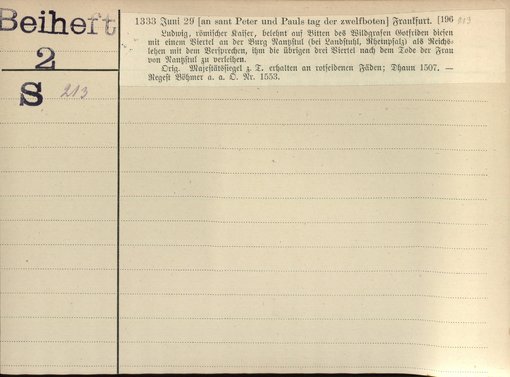 Beiheft
2
S 213
1333 Juni 29 [an sant Peter und Pauls tag der zwelfboten] Frankfurt. [196 213
Ludwig, römischer Kaiser, belehnt auf Bitten des Wildgrafen Gotfriden diesen
mit einem Viertel an der Burg Nantzstul (bei Landstuhl, Rheinpfalz) als Reichs-
lehen mit dem Versprechen, ihm die übrigen drei Viertel nach dem Tode der Frau
von Nantzstul zu verleihen.
Orig. Majestätssiegel z. T. erhalten an rotseidenen Fäden; Dhaun 1507. —
Regest Böhmer a. a. O. Nr. 1553.